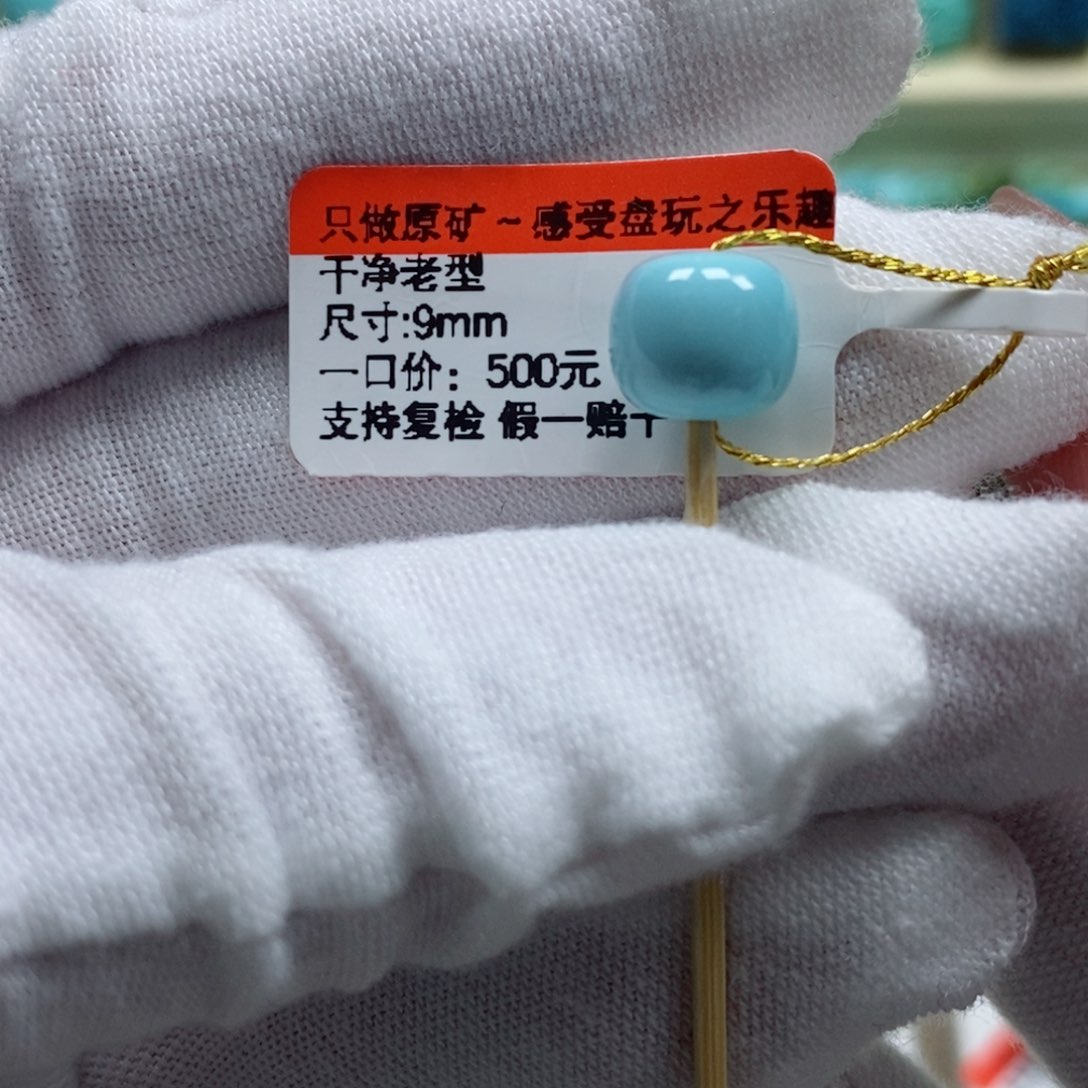 只做原矿~感受盘玩之乐趣
干净老型
尺寸:9mm
一口价：500元
支持复检 假一赔十